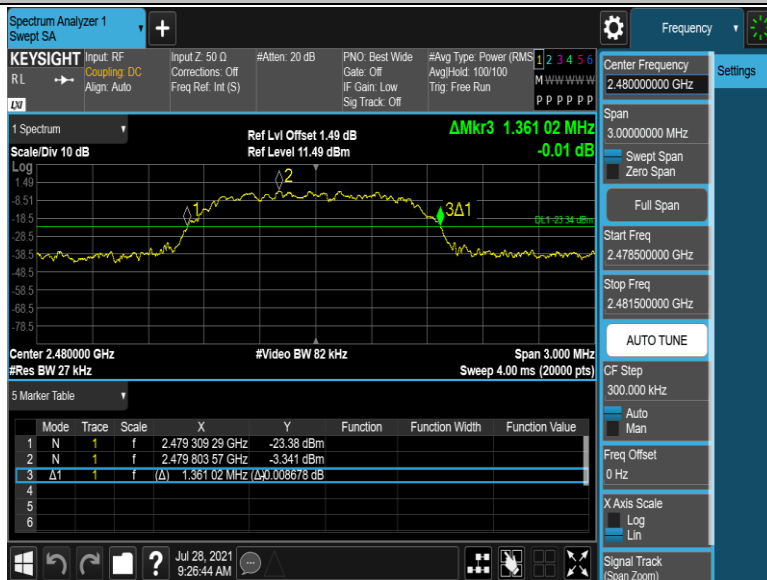 Spectrum Analyzer 1
Swept SA
+
Frequency
KEYSIGHT
RL
LXI
Input: RF
Coupling: DC
Align: Auto
Input Z: 50 Ω
Corrections: Off
Freq Ref: Int (S)
#Atten: 20 dB
PNO: Best Wide
Gate: Off
IF Gain: Low
Sig Track: Off
#Avg Type: Power (RMS
Avg|Hold: 100/100
Trig: Free Run
1 2 3 4 5 6
M W W W W W
P P P P P P
1 Spectrum
Scale/Div 10 dB
Ref Lvl Offset 1.49 dB
Ref Level 11.49 dBm
ΔMkr3 1.361 02 MHz
-0.01 dB
Log
1.49
-8.51
-18.5
-28.5
-38.5
-48.5
-58.5
-68.5
-78.5
1
2
3Δ1
DL1 -23.34 dBm
Center 2.480000 GHz
#Res BW 27 kHz
#Video BW 82 kHz
Span 3.000 MHz
Sweep 4.00 ms (20000 pts)
5 Marker Table
Mode Trace Scale X Y Function Function Width Function Value
1 N 1 f 2.479 309 29 GHz -23.38 dBm
2 N 1 f 2.479 803 57 GHz -3.341 dBm
3 Δ1 1 f (Δ) 1.361 02 MHz (Δ)-0.008678 dB
4
5
6
Jul 28, 2021
9:26:44 AM
Center Frequency
2.480000000 GHz
Settings
Span
3.00000000 MHz
Swept Span
Zero Span
Full Span
Start Freq
2.478500000 GHz
Stop Freq
2.481500000 GHz
AUTO TUNE
CF Step
300.000 kHz
Auto
Man
Freq Offset
0 Hz
X Axis Scale
Log
Lin
Signal Track
(Span Zoom)